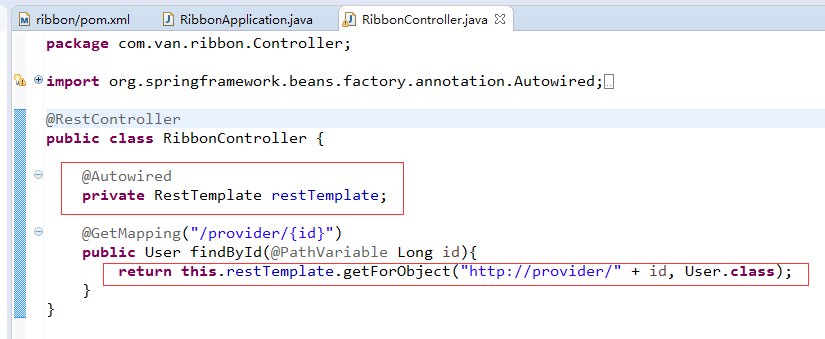 ribbon/pom.xml RibbonApplication.java RibbonController.java
package com.van.ribbon.Controller;
import org.springframework.beans.factory.annotation.Autowired;
@RestController
public class RibbonController {
@Autowired
private RestTemplate restTemplate;
@GetMapping("/provider/{id}")
public User findById(@PathVariable Long id){
return this.restTemplate.getForObject("http://provider/" + id, User.class);
}
}